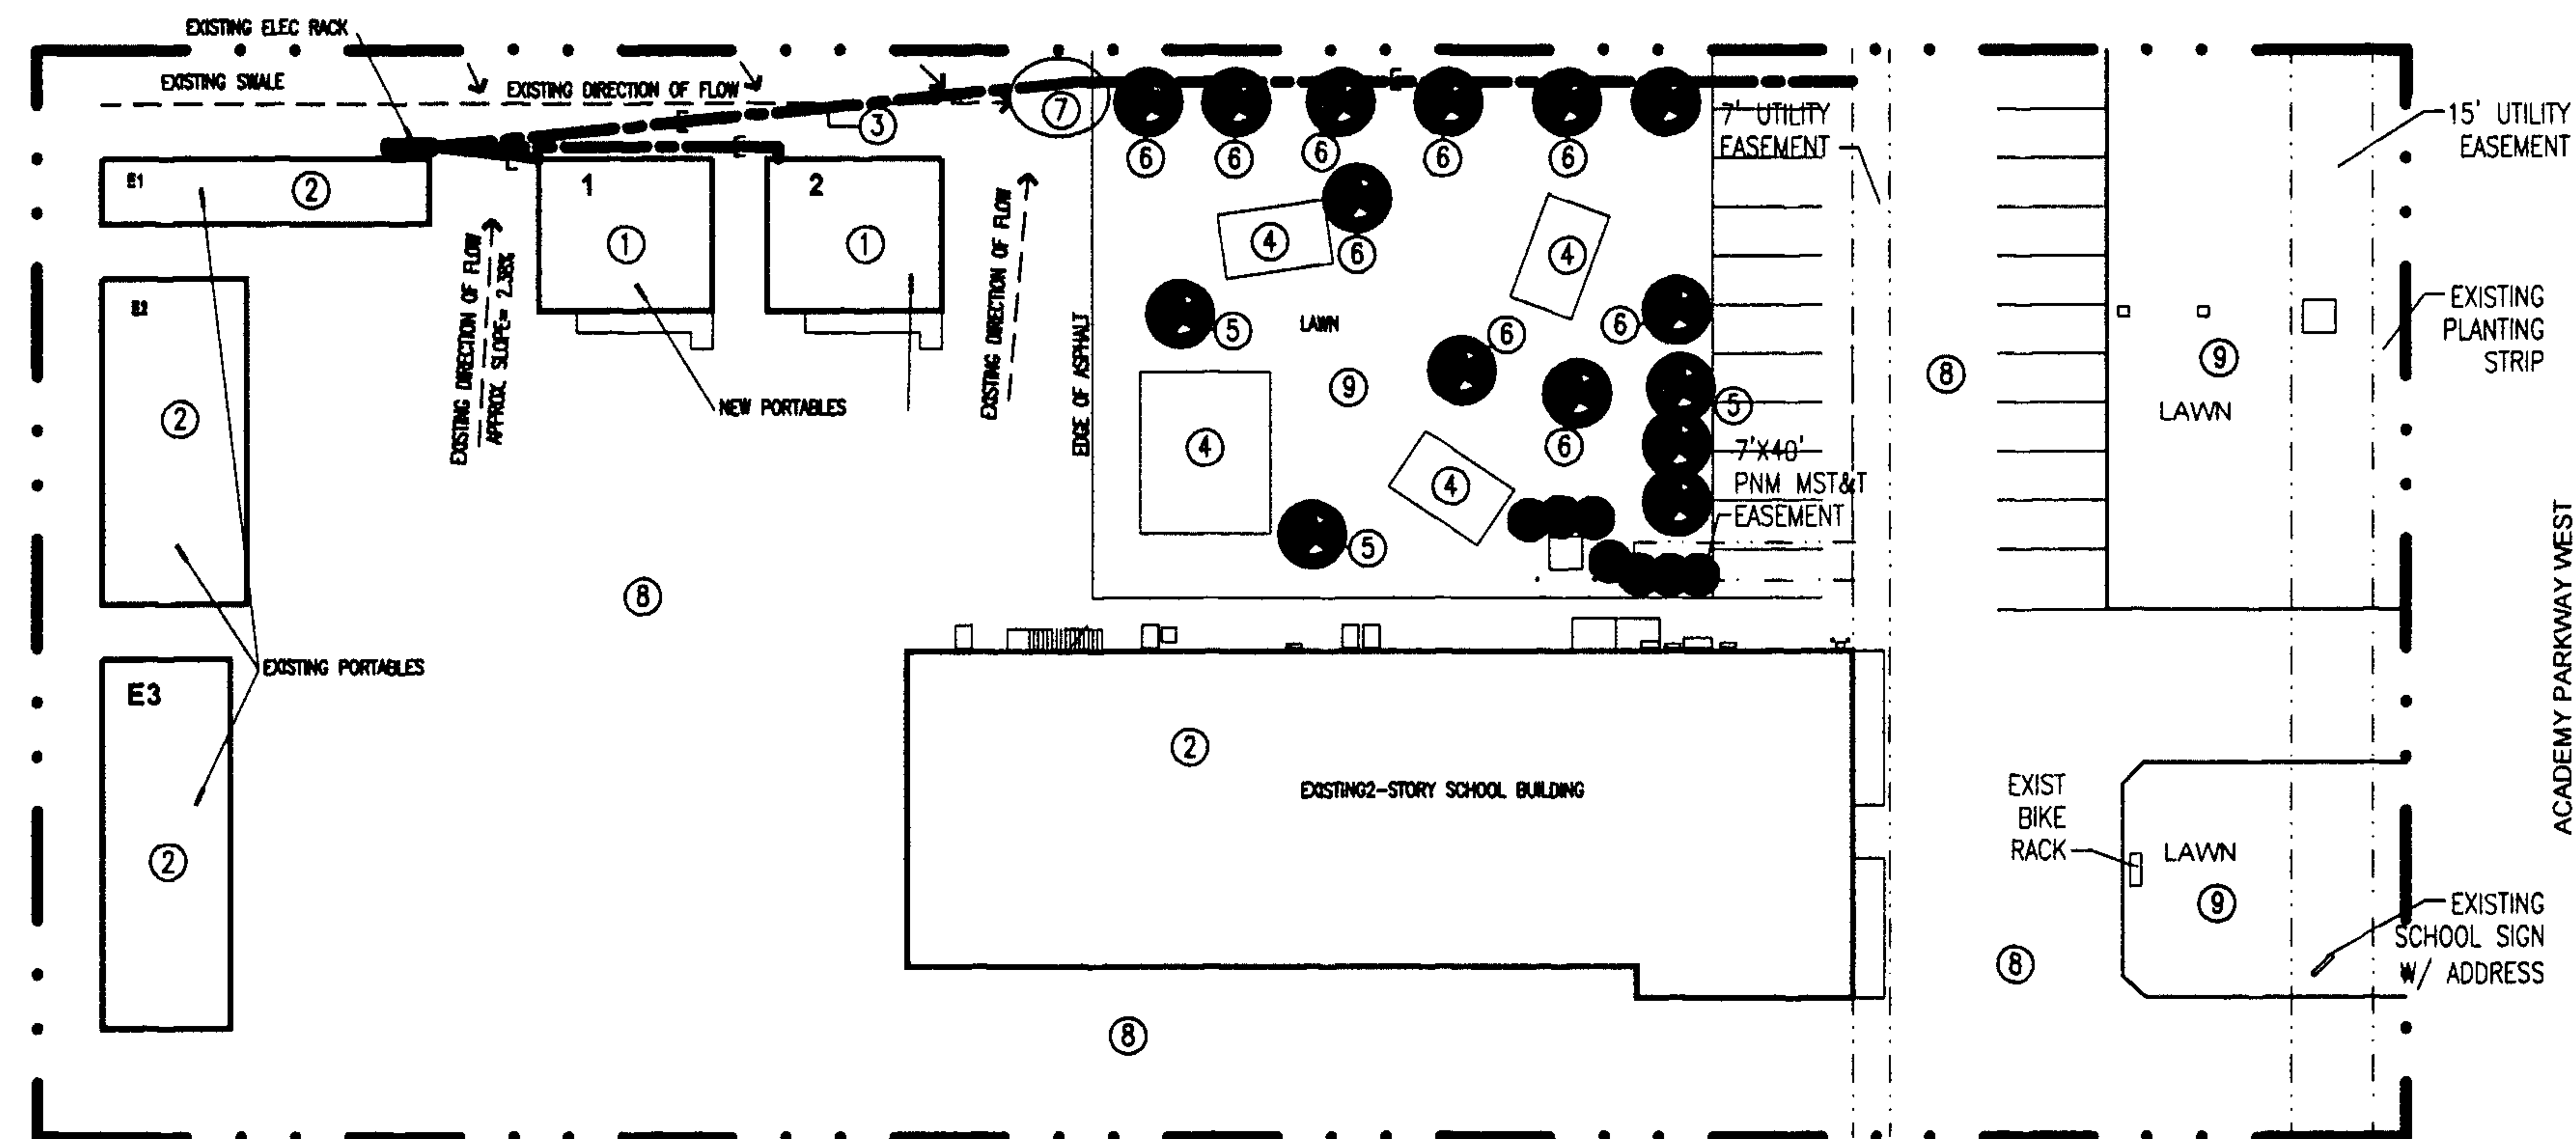 EXISTING ELEC RACK
EXISTING SWALE
EXISTING DIRECTION OF FLOW
3
7
E1
2
1
1
2
1
EXISTING DIRECTION OF FLOW
APPROX. SLOPE= 2.38%
EXISTING DIRECTION OF FLOW
EDGE OF ASPHALT
NEW PORTABLES
E2
2
EXISTING PORTABLES
E3
2
8
6
6
6
6
6
4
6
4
5
LAWN
6
6
9
5
4
4
6
5
7' UTILITY
EASEMENT
7'X40'
PNM MST&T
EASEMENT
8
15' UTILITY
EASEMENT
EXISTING
PLANTING
STRIP
9
LAWN
2
EXISTING2-STORY SCHOOL BUILDING
8
EXIST
BIKE
RACK
LAWN
9
8
EXISTING
SCHOOL SIGN
W/ ADDRESS
ACADEMY PARKWAY WEST